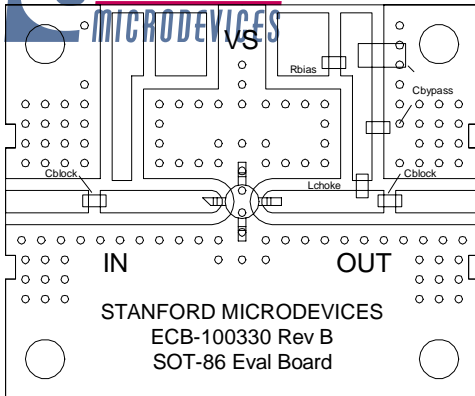 MICRODEVICES
VS
Rbias
Cbypass
Cblock
Lchoke
Cblock
IN
OUT
STANFORD MICRODEVICES
ECB-100330 Rev B
SOT-86 Eval Board